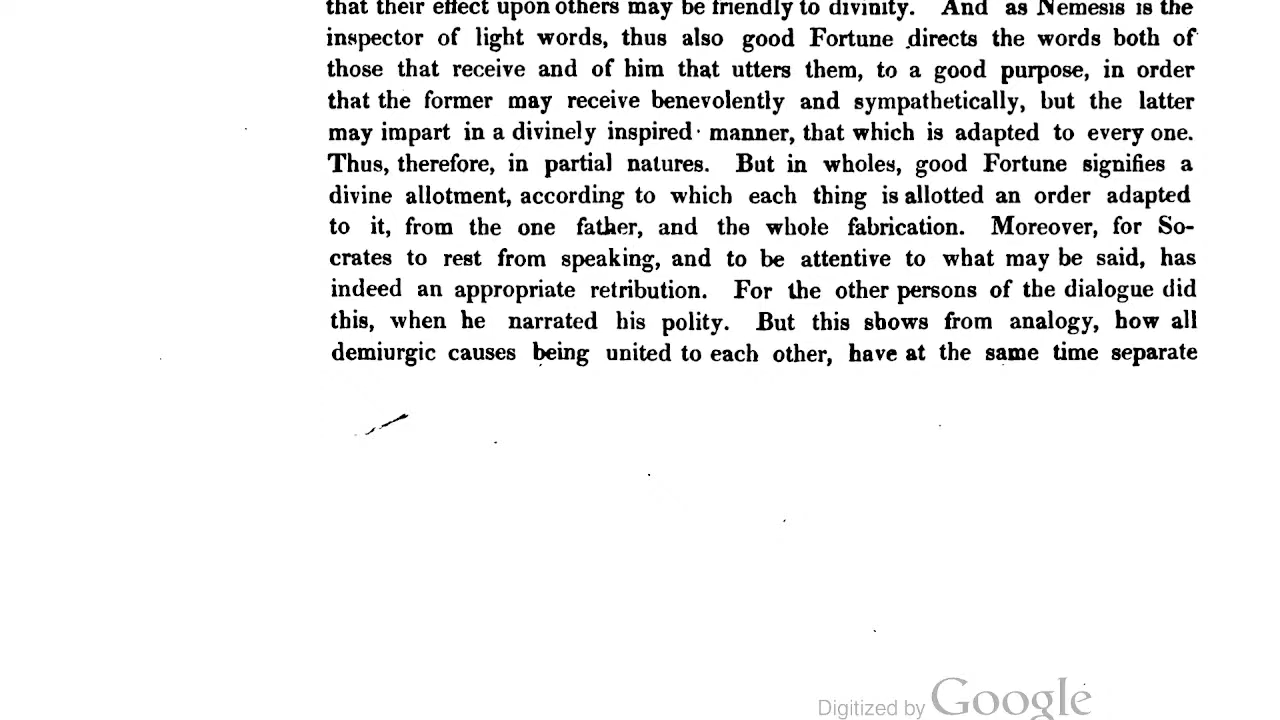 that their effect upon others may be friendly to divinity. And as Nemesis is the
inspector of light words, thus also good Fortune directs the words both of
those that receive and of him that utters them, to a good purpose, in order
that the former may receive benevolently and sympathetically, but the latter
may impart in a divinely inspired manner, that which is adapted to every one.
Thus, therefore, in partial natures. But in wholes, good Fortune signifies a
divine allotment, according to which each thing is allotted an order adapted
to it, from the one father, and the whole fabrication. Moreover, for So-
crates to rest from speaking, and to be attentive to what may be said, has
indeed an appropriate retribution. For the other persons of the dialogue did
this, when he narrated his polity. But this shows from analogy, how all
demiurgic causes being united to each other, have at the same time separate
Digitized by Google